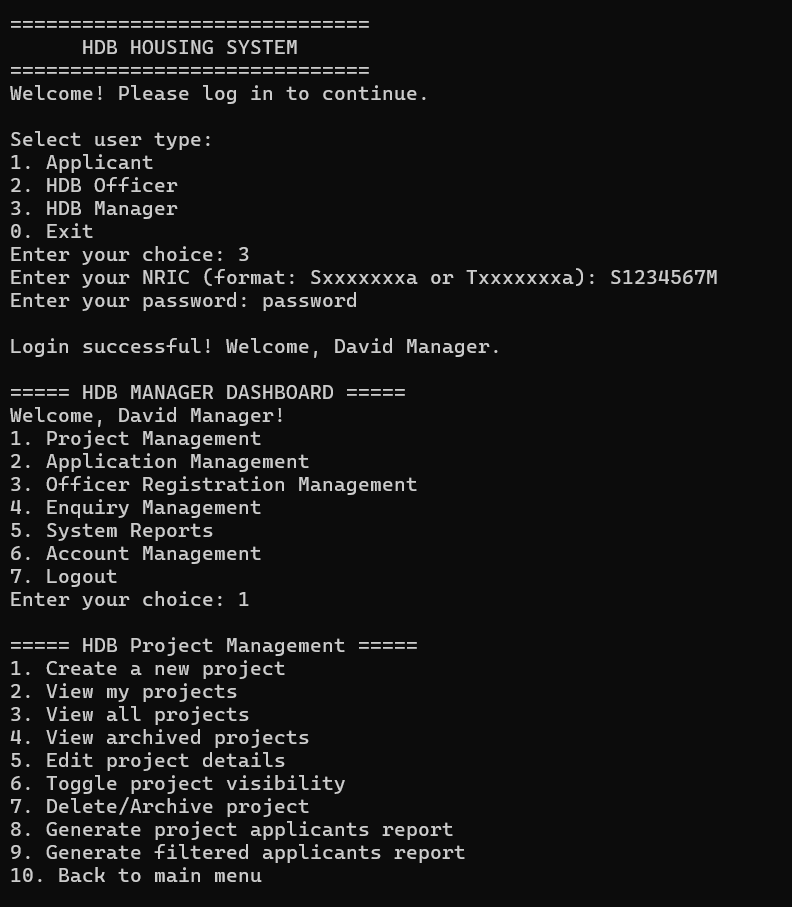 ==============================
      HDB HOUSING SYSTEM
==============================
Welcome! Please log in to continue.

Select user type:
1. Applicant
2. HDB Officer
3. HDB Manager
0. Exit
Enter your choice: 3
Enter your NRIC (format: Sxxxxxxxa or Txxxxxxxa): S1234567M
Enter your password: password

Login successful! Welcome, David Manager.

===== HDB MANAGER DASHBOARD =====
Welcome, David Manager!
1. Project Management
2. Application Management
3. Officer Registration Management
4. Enquiry Management
5. System Reports
6. Account Management
7. Logout
Enter your choice: 1

===== HDB Project Management =====
1. Create a new project
2. View my projects
3. View all projects
4. View archived projects
5. Edit project details
6. Toggle project visibility
7. Delete/Archive project
8. Generate project applicants report
9. Generate filtered applicants report
10. Back to main menu